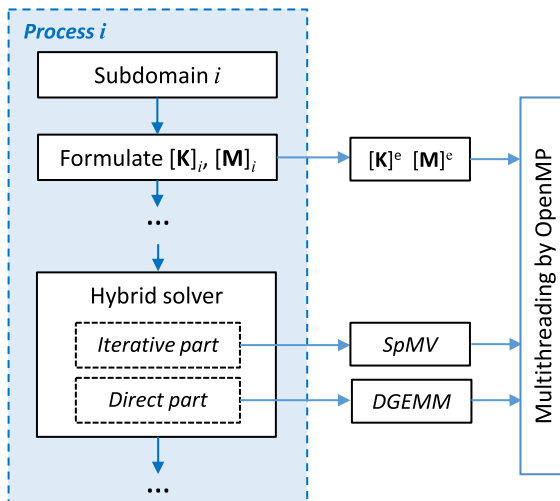 Process i
Subdomain i
Formulate [K]i, [M]i
[K]e [M]e
...
Hybrid solver
Iterative part
SpMV
Direct part
DGEMM
...
Multithreading by OpenMP